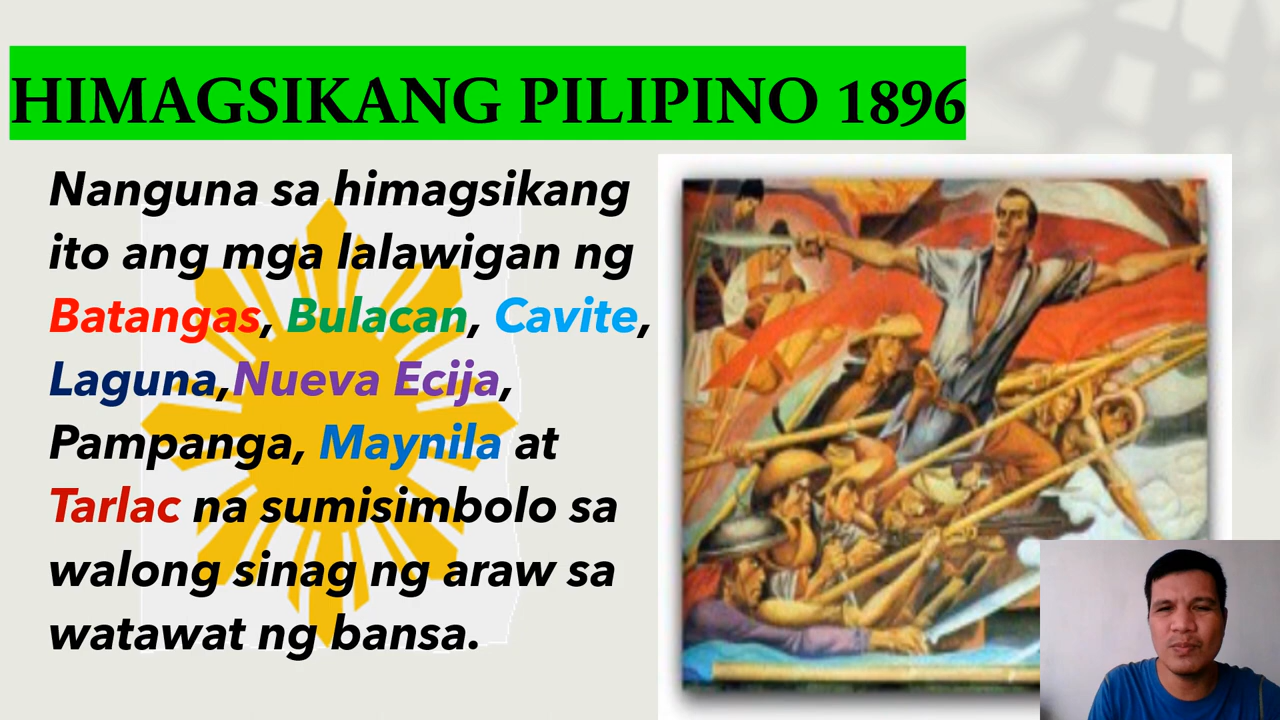 HIMAGSIKANG PILIPINO 1896
Nanguna sa himagsikang
ito ang mga lalawigan ng
Batangas, Bulacan, Cavite,
Laguna,Nueva Ecija,
Pampanga, Maynila at
Tarlac na sumisimbolo sa
walong sinag ng araw sa
watawat ng bansa.